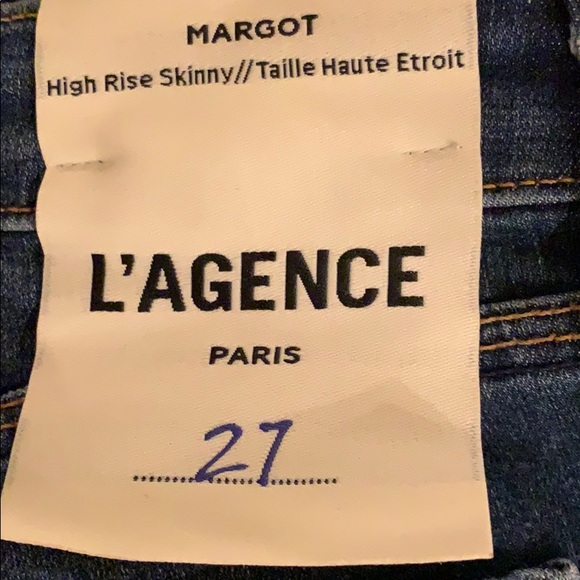 MARGOT
High Rise Skinny//Taille Haute Etroit
L'AGENCE
PARIS
27